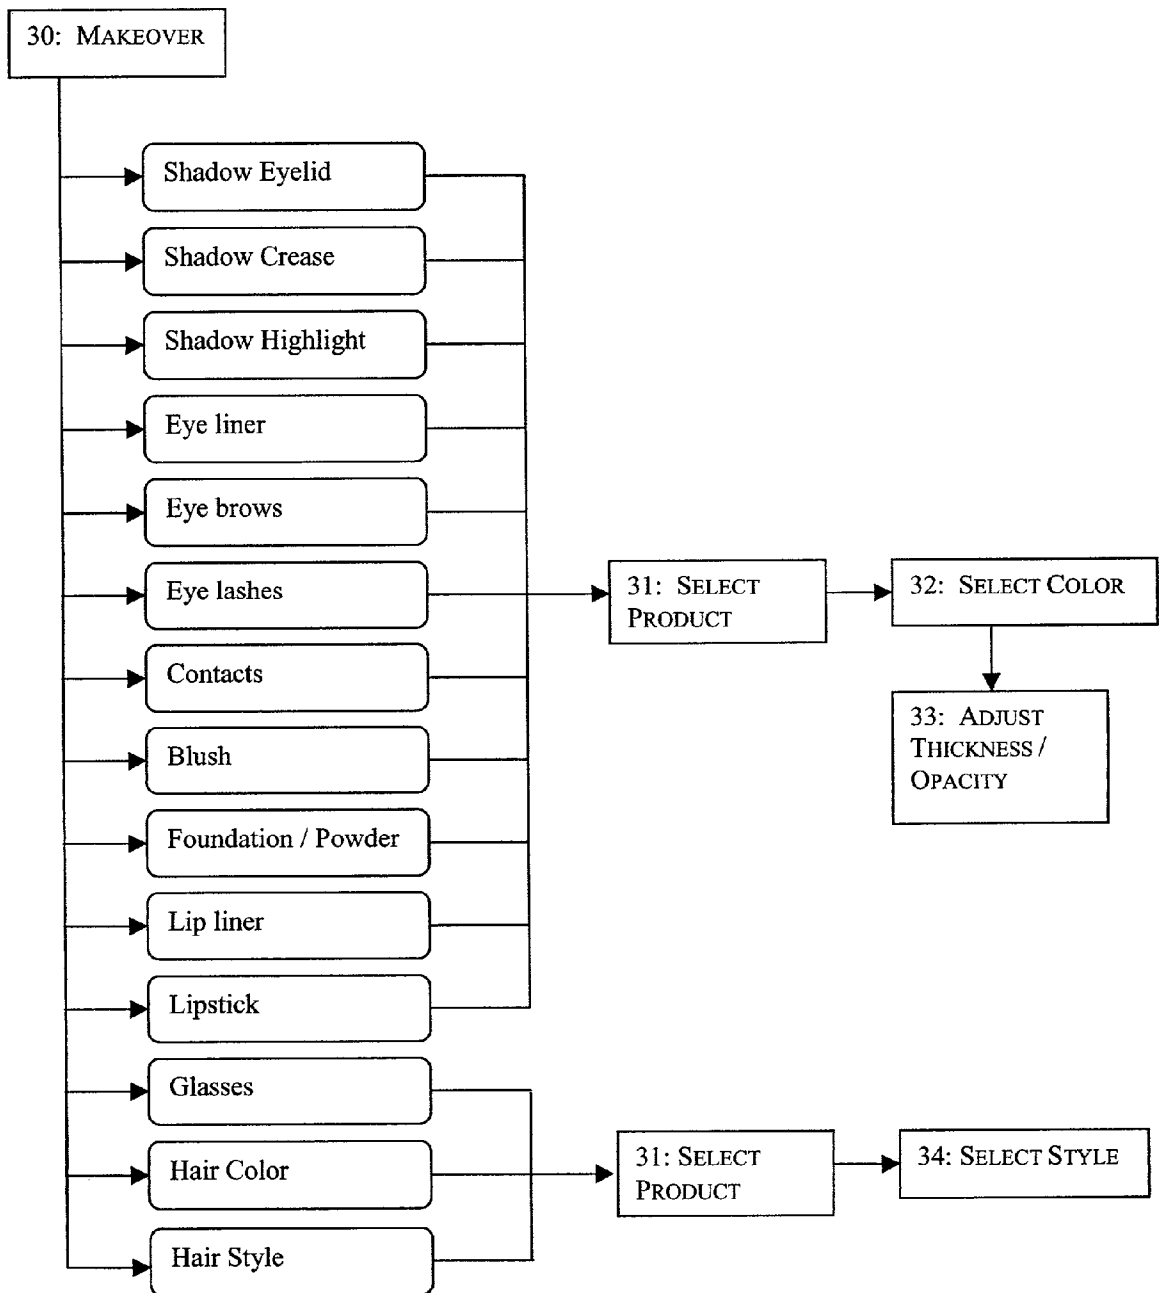 30: MAKEOVER
Shadow Eyelid
Shadow Crease
Shadow Highlight
Eye liner
Eye brows
Eye lashes
Contacts
Blush
Foundation / Powder
Lip liner
Lipstick
Glasses
Hair Color
Hair Style
31: SELECT
PRODUCT
32: SELECT COLOR
33: ADJUST
THICKNESS /
OPACITY
31: SELECT
PRODUCT
34: SELECT STYLE